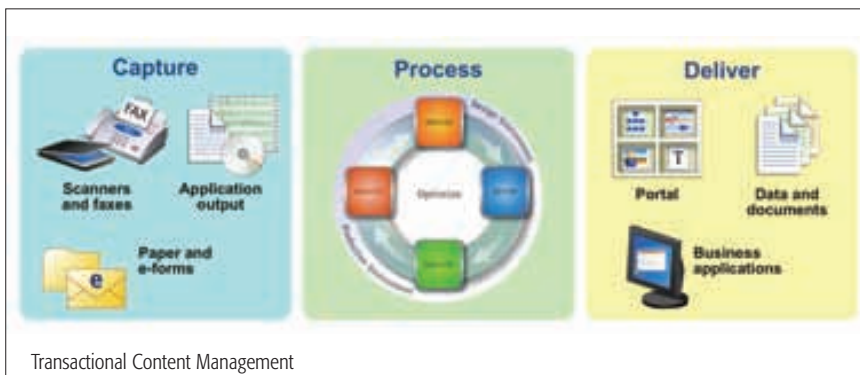 Capture
FAX
Scanners
and faxes
Application
output
e
Paper and
e-forms
Process
Optimize
Deliver
T
Portal
Data and
documents
Business
applications
Transactional Content Management